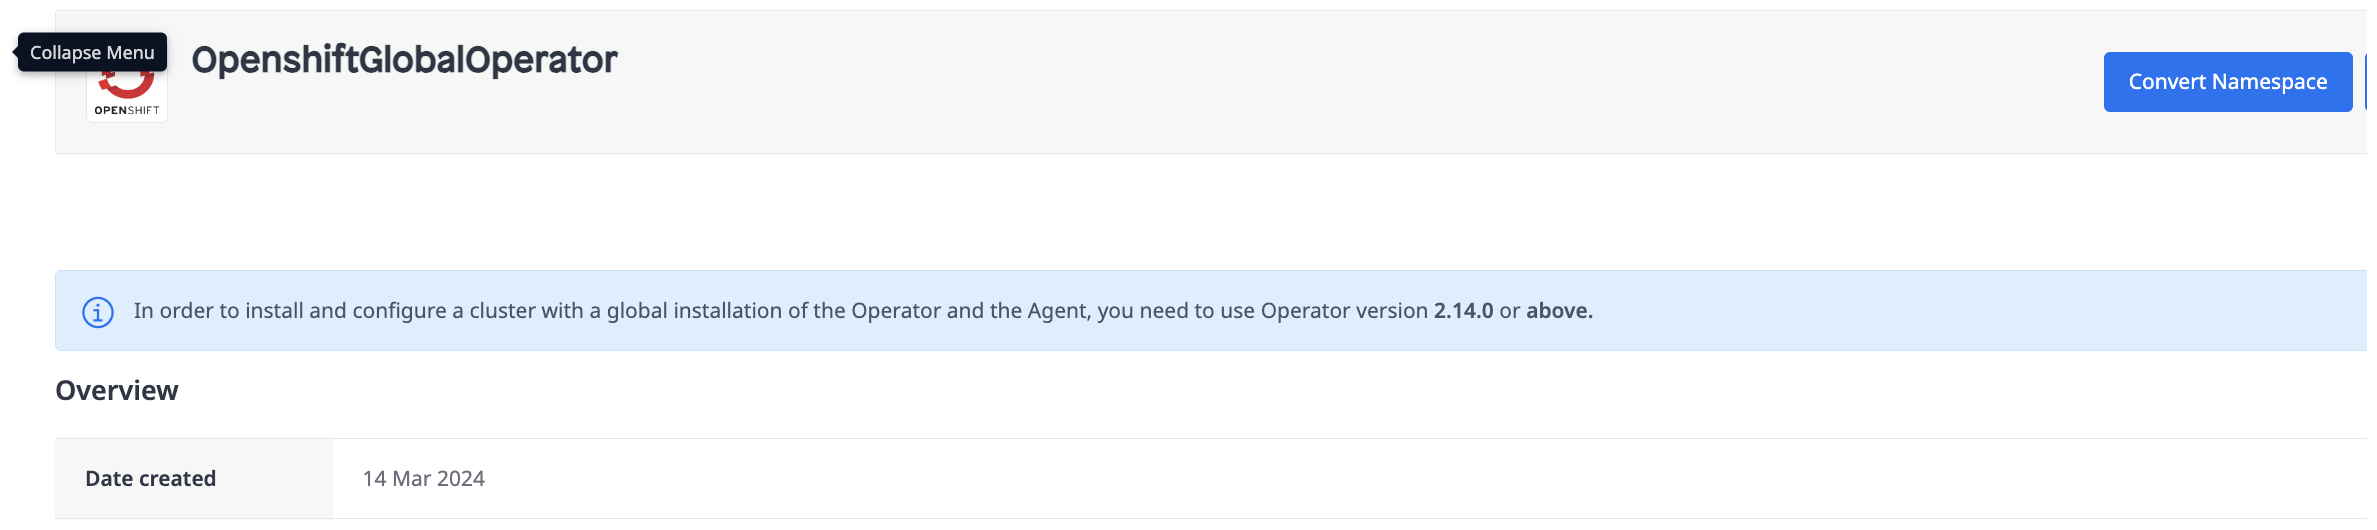 Collapse Menu
OpenshiftGlobalOperator
OPENSHIFT
Convert Namespace
In order to install and configure a cluster with a global installation of the Operator and the Agent, you need to use Operator version 2.14.0 or above.
Overview
Date created
14 Mar 2024